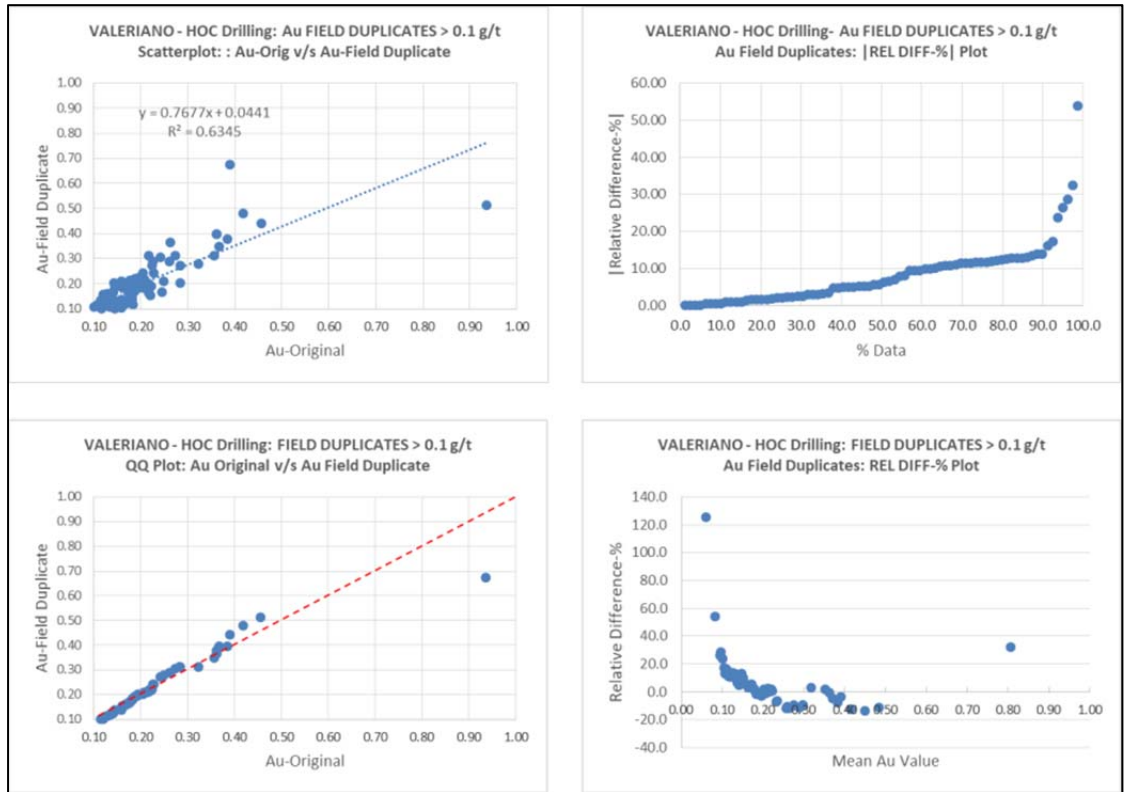 VALERIANO - HOC Drilling: Au FIELD DUPLICATES > 0.1 g/t
Scatterplot: : Au-Orig v/s Au-Field Duplicate
Au-Field Duplicate
1.00
0.90
0.80
0.70
0.60
0.50
0.40
0.30
0.20
0.10
y = 0.7677x + 0.0441
R² = 0.6345
0.10 0.20 0.30 0.40 0.50 0.60 0.70 0.80 0.90 1.00
Au-Original
VALERIANO - HOC Drilling- Au FIELD DUPLICATES > 0.1 g/t
Au Field Duplicates: |REL DIFF-%| Plot
|Relative Difference-%|
60.00
50.00
40.00
30.00
20.00
10.00
0.00
0.0 10.0 20.0 30.0 40.0 50.0 60.0 70.0 80.0 90.0 100.0
% Data
VALERIANO - HOC Drilling: FIELD DUPLICATES > 0.1 g/t
QQ Plot: Au Original v/s Au Field Duplicate
Au-Field Duplicate
1.00
0.90
0.80
0.70
0.60
0.50
0.40
0.30
0.20
0.10
0.10 0.20 0.30 0.40 0.50 0.60 0.70 0.80 0.90 1.00
Au-Original
VALERIANO - HOC Drilling: FIELD DUPLICATES > 0.1 g/t
Au Field Duplicates: REL DIFF-% Plot
Relative Difference-%
140.0
120.0
100.0
80.0
60.0
40.0
20.0
0.0
-20.0
-40.0
0.00 0.10 0.20 0.30 0.40 0.50 0.60 0.70 0.80 0.90 1.00
Mean Au Value